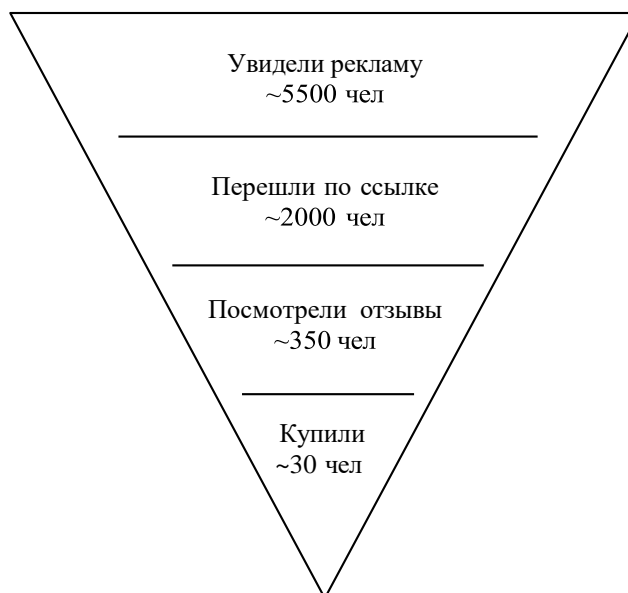 Увидели рекламу
~5500 чел
Перешли по ссылке
~2000 чел
Посмотрели отзывы
~350 чел
Купили
~30 чел